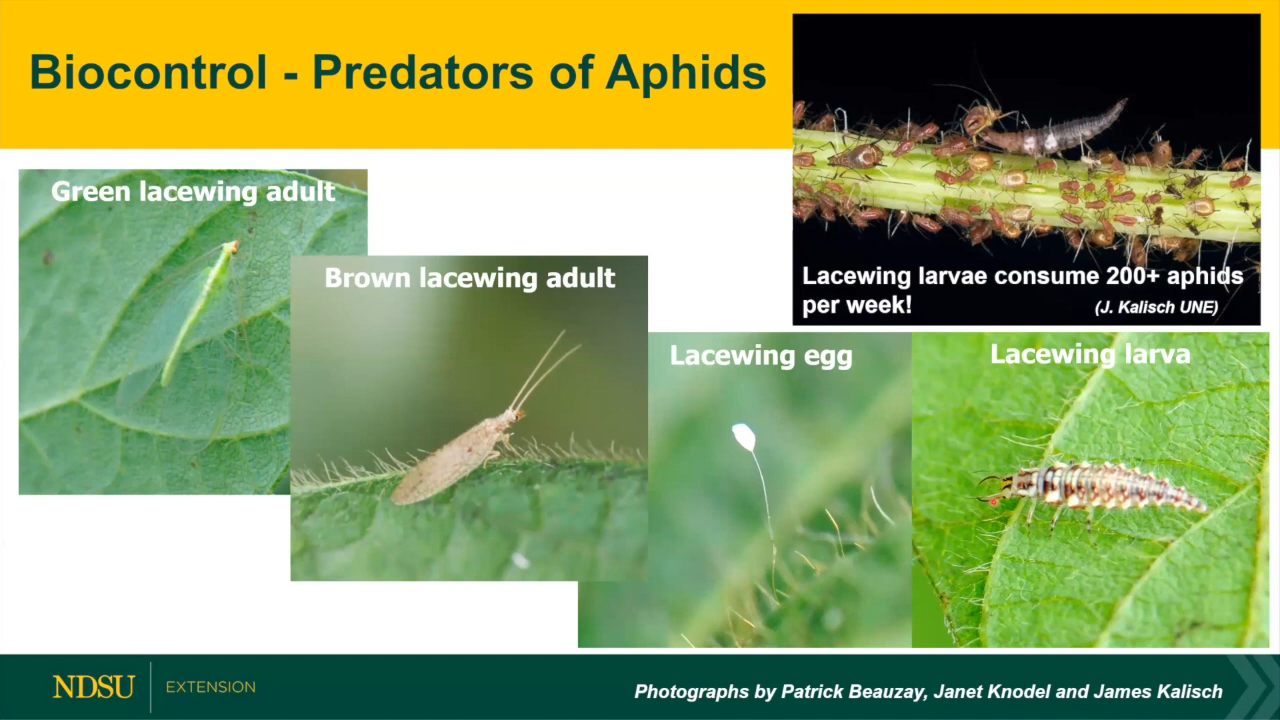 Biocontrol - Predators of Aphids
Green lacewing adult
Brown lacewing adult
Lacewing larvae consume 200+ aphids
per week!
(J. Kalisch UNE)
Lacewing egg
Lacewing larva
NDSU
EXTENSION
Photographs by Patrick Beauzay, Janet Knodel and James Kalisch